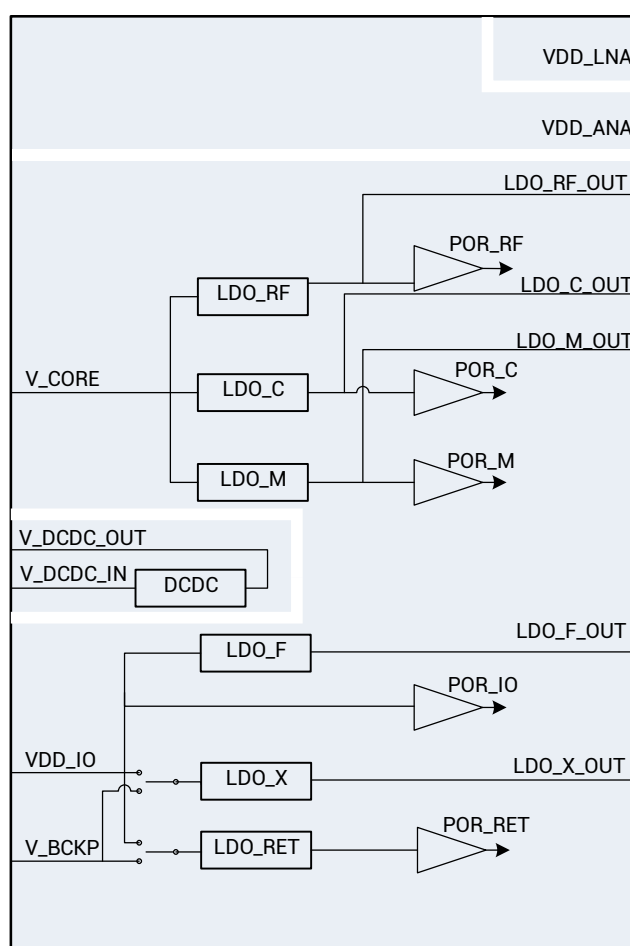 VDD_LNA
VDD_ANA
LDO_RF_OUT
POR_RF
LDO_RF
LDO_C_OUT
LDO_M_OUT
V_CORE
LDO_C
POR_C
LDO_M
POR_M
V_DCDC_OUT
V_DCDC_IN
DCDC
LDO_F_OUT
LDO_F
POR_IO
VDD_IO
LDO_X
LDO_X_OUT
V_BCKP
LDO_RET
POR_RET